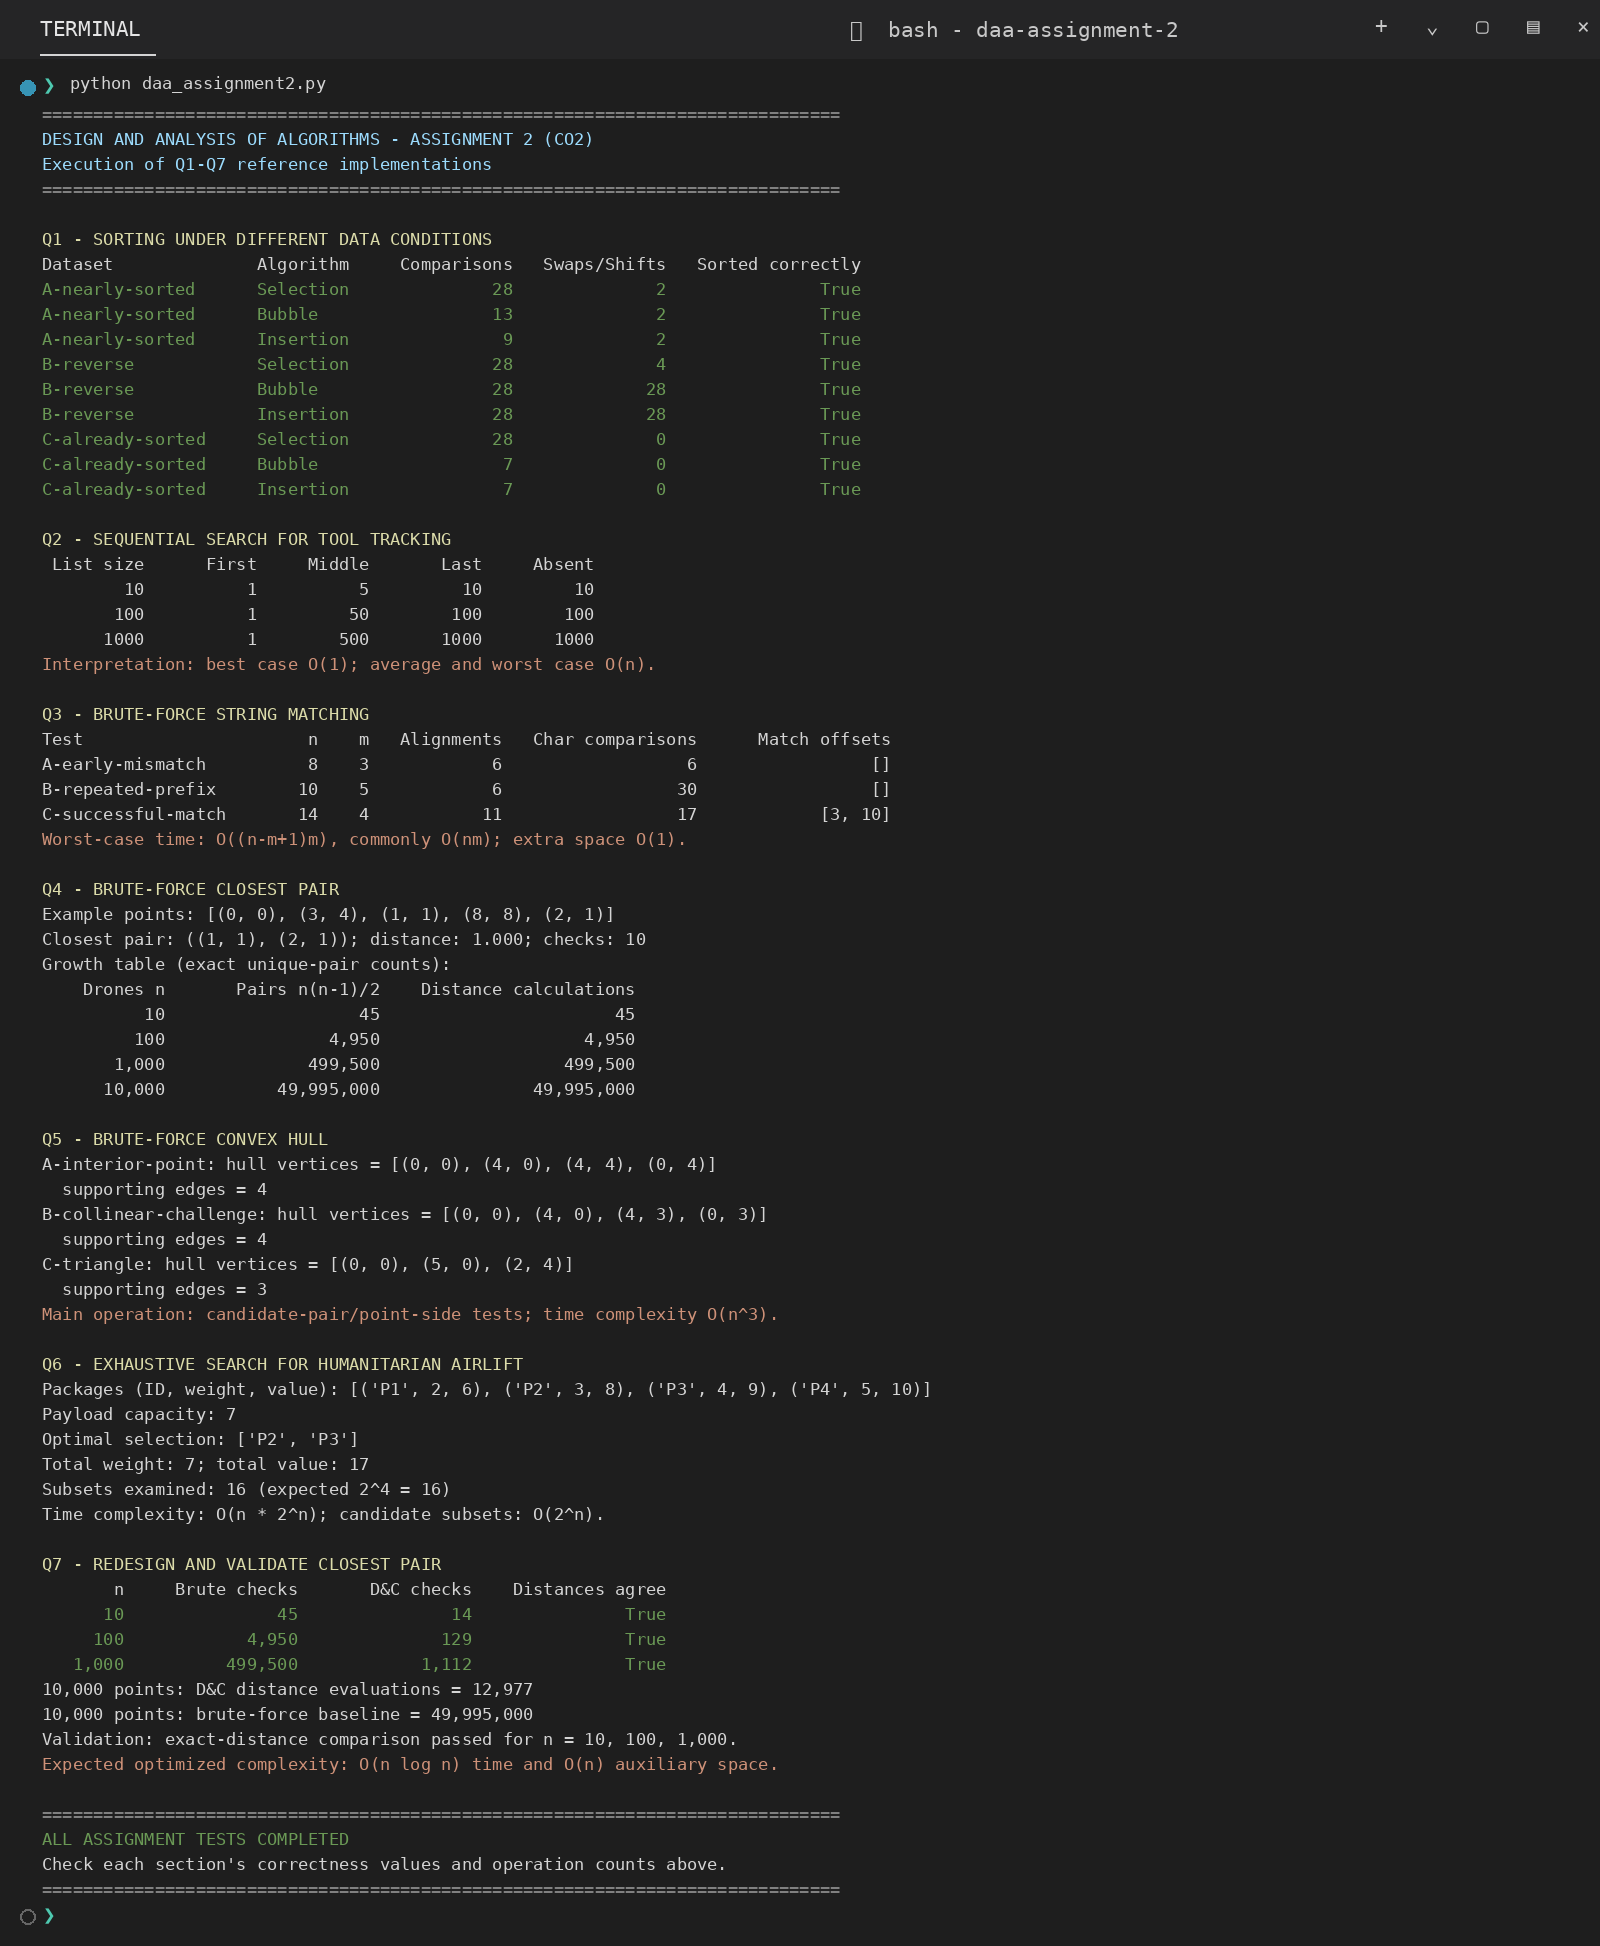 TERMINAL
bash - daa-assignment-2
❯ python daa_assignment2.py
==============================================================================
DESIGN AND ANALYSIS OF ALGORITHMS - ASSIGNMENT 2 (CO2)
Execution of Q1-Q7 reference implementations
==============================================================================
Q1 - SORTING UNDER DIFFERENT DATA CONDITIONS
Dataset              Algorithm     Comparisons   Swaps/Shifts   Sorted correctly
A-nearly-sorted      Selection              28              2               True
A-nearly-sorted      Bubble                 13              2               True
A-nearly-sorted      Insertion               9              2               True
B-reverse            Selection              28              4               True
B-reverse            Bubble                 28             28               True
B-reverse            Insertion              28             28               True
C-already-sorted     Selection              28              0               True
C-already-sorted     Bubble                  7              0               True
C-already-sorted     Insertion               7              0               True
Q2 - SEQUENTIAL SEARCH FOR TOOL TRACKING
 List size      First     Middle       Last     Absent
        10          1          5         10         10
       100          1         50        100        100
      1000          1        500       1000       1000
Interpretation: best case O(1); average and worst case O(n).
Q3 - BRUTE-FORCE STRING MATCHING
Test                      n    m   Alignments   Char comparisons      Match offsets
A-early-mismatch          8    3            6                  6                 []
B-repeated-prefix        10    5            6                 30                 []
C-successful-match       14    4           11                 17            [3, 10]
Worst-case time: O((n-m+1)m), commonly O(nm); extra space O(1).
Q4 - BRUTE-FORCE CLOSEST PAIR
Example points: [(0, 0), (3, 4), (1, 1), (8, 8), (2, 1)]
Closest pair: ((1, 1), (2, 1)); distance: 1.000; checks: 10
Growth table (exact unique-pair counts):
    Drones n       Pairs n(n-1)/2    Distance calculations
          10                   45                       45
         100                4,950                    4,950
       1,000              499,500                  499,500
      10,000           49,995,000               49,995,000
Q5 - BRUTE-FORCE CONVEX HULL
A-interior-point: hull vertices = [(0, 0), (4, 0), (4, 4), (0, 4)]
  supporting edges = 4
B-collinear-challenge: hull vertices = [(0, 0), (4, 0), (4, 3), (0, 3)]
  supporting edges = 4
C-triangle: hull vertices = [(0, 0), (5, 0), (2, 4)]
  supporting edges = 3
Main operation: candidate-pair/point-side tests; time complexity O(n^3).
Q6 - EXHAUSTIVE SEARCH FOR HUMANITARIAN AIRLIFT
Packages (ID, weight, value): [('P1', 2, 6), ('P2', 3, 8), ('P3', 4, 9), ('P4', 5, 10)]
Payload capacity: 7
Optimal selection: ['P2', 'P3']
Total weight: 7; total value: 17
Subsets examined: 16 (expected 2^4 = 16)
Time complexity: O(n * 2^n); candidate subsets: O(2^n).
Q7 - REDESIGN AND VALIDATE CLOSEST PAIR
       n     Brute checks       D&C checks    Distances agree
      10               45               14               True
     100            4,950              129               True
   1,000          499,500            1,112               True
10,000 points: D&C distance evaluations = 12,977
10,000 points: brute-force baseline = 49,995,000
Validation: exact-distance comparison passed for n = 10, 100, 1,000.
Expected optimized complexity: O(n log n) time and O(n) auxiliary space.
==============================================================================
ALL ASSIGNMENT TESTS COMPLETED
Check each section's correctness values and operation counts above.
==============================================================================
❯